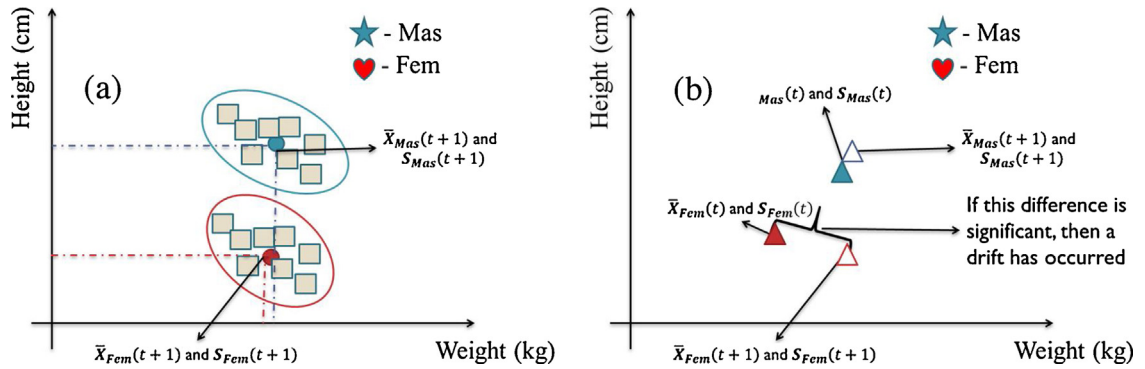 Height (cm)
- Mas
- Fem
(a)
X̄Mas(t + 1) and
SMas(t + 1)
X̄Fem(t + 1) and SFem(t + 1)
Weight (kg)
Height (cm)
- Mas
- Fem
(b)
Mas(t) and SMas(t)
X̄Mas(t + 1) and
SMas(t + 1)
X̄Fem(t) and SFem(t)
If this difference is
significant, then a
drift has occurred
X̄Fem(t + 1) and SFem(t + 1)
Weight (kg)